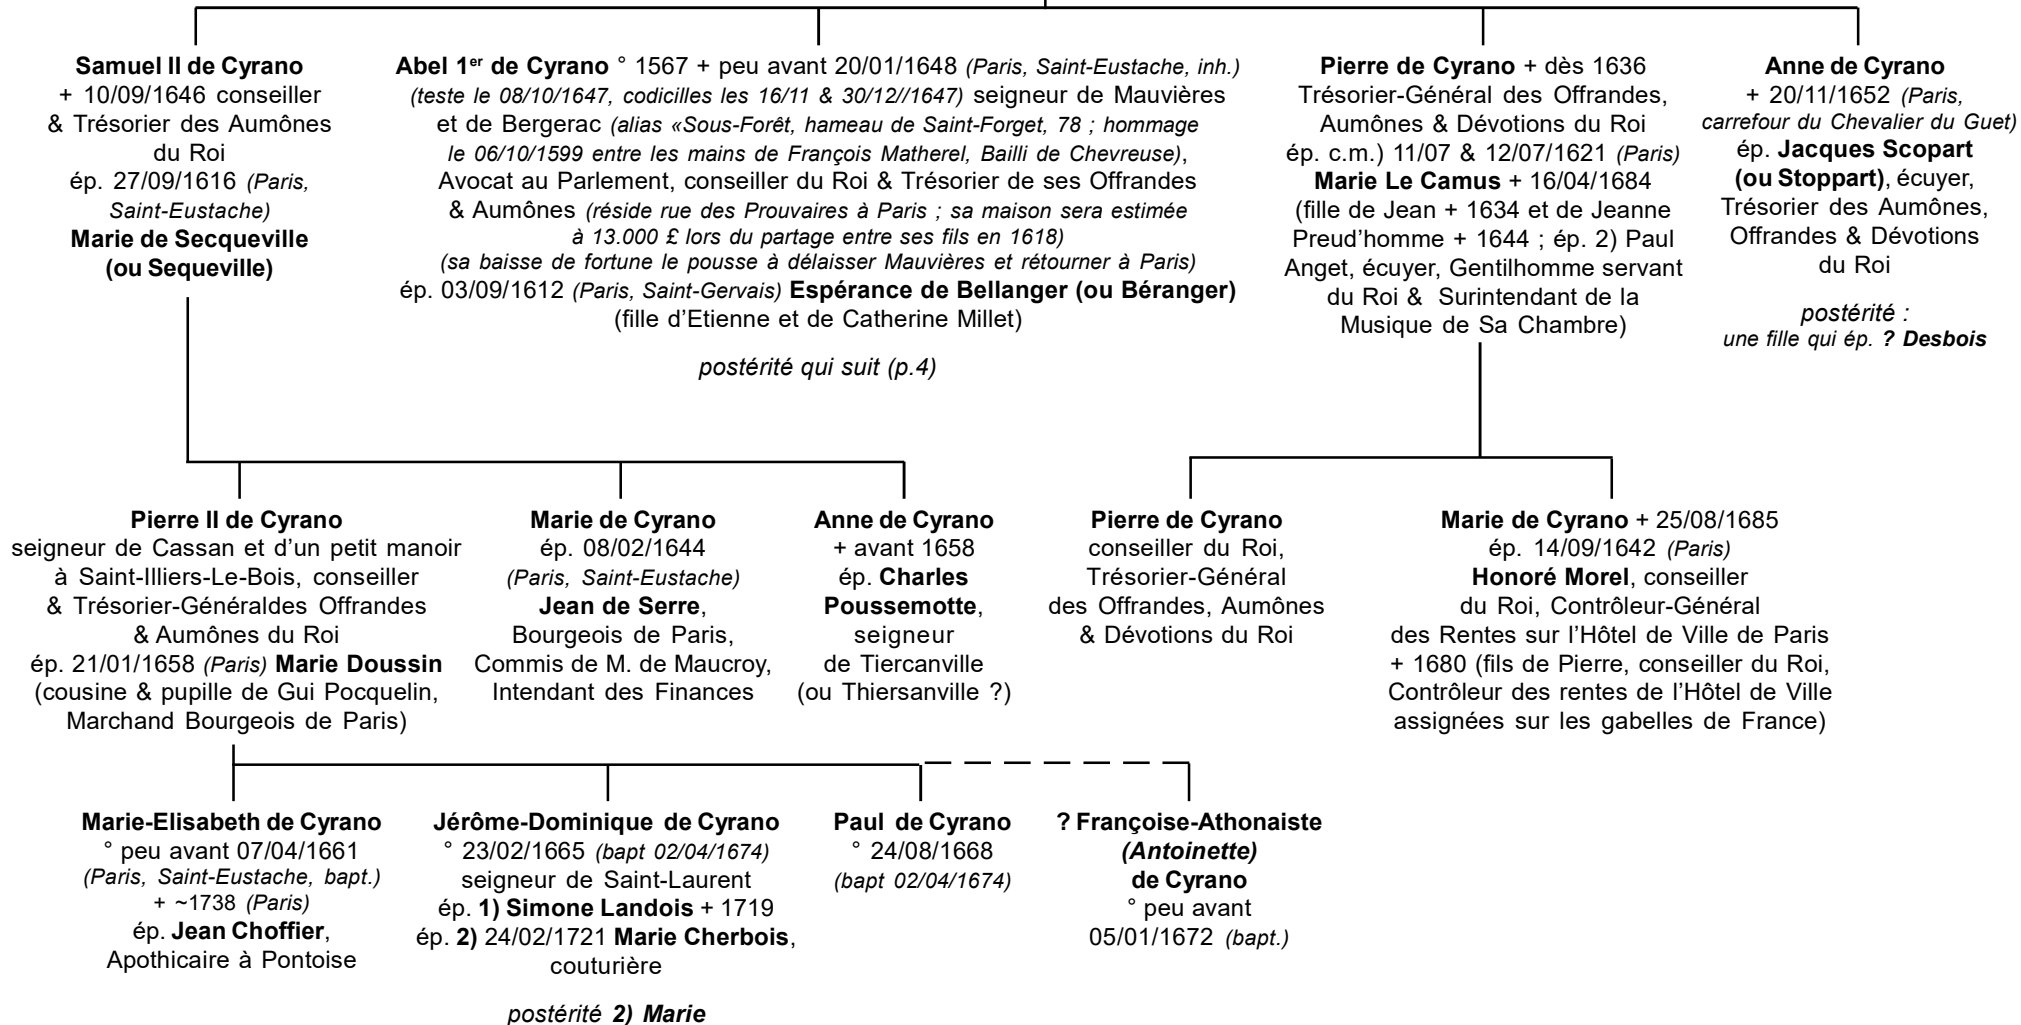 Samuel II de Cyrano
+ 10/09/1646 conseiller
& Trésorier des Aumônes
du Roi
ép. 27/09/1616 (Paris,
Saint-Eustache)
Marie de Secqueville
(ou Sequeville)
Abel 1er de Cyrano ° 1567 + peu avant 20/01/1648 (Paris, Saint-Eustache, inh.)
(teste le 08/10/1647, codicilles les 16/11 & 30/12//1647) seigneur de Mauvières
et de Bergerac (alias «Sous-Forêt, hameau de Saint-Forget, 78 ; hommage
le 06/10/1599 entre les mains de François Matherel, Bailli de Chevreuse),
Avocat au Parlement, conseiller du Roi & Trésorier de ses Offrandes
& Aumônes (réside rue des Prouvaires à Paris ; sa maison sera estimée
à 13.000 £ lors du partage entre ses fils en 1618)
(sa baisse de fortune le pousse à délaisser Mauvières et rétourner à Paris)
ép. 03/09/1612 (Paris, Saint-Gervais) Espérance de Bellanger (ou Béranger)
(fille d'Etienne et de Catherine Millet)
postérité qui suit (p.4)
Pierre de Cyrano + dès 1636
Trésorier-Général des Offrandes,
Aumônes & Dévotions du Roi
ép. c.m.) 11/07 & 12/07/1621 (Paris)
Marie Le Camus + 16/04/1684
(fille de Jean + 1634 et de Jeanne
Preud'homme + 1644 ; ép. 2) Paul
Anget, écuyer, Gentilhomme servant
du Roi & Surintendant de la
Musique de Sa Chambre)
Anne de Cyrano
+ 20/11/1652 (Paris,
carrefour du Chevalier du Guet)
ép. Jacques Scopart
(ou Stoppart), écuyer,
Trésorier des Aumônes,
Offrandes & Dévotions
du Roi
postérité :
une fille qui ép. ? Desbois
Pierre II de Cyrano
seigneur de Cassan et d'un petit manoir
à Saint-Illiers-Le-Bois, conseiller
& Trésorier-Généraldes Offrandes
& Aumônes du Roi
ép. 21/01/1658 (Paris) Marie Doussin
(cousine & pupille de Gui Pocquelin,
Marchand Bourgeois de Paris)
Marie de Cyrano
ép. 08/02/1644
(Paris, Saint-Eustache)
Jean de Serre,
Bourgeois de Paris,
Commis de M. de Maucroy,
Intendant des Finances
Anne de Cyrano
+ avant 1658
ép. Charles
Poussemotte,
seigneur
de Tiercanville
(ou Thiersanville ?)
Pierre de Cyrano
conseiller du Roi,
Trésorier-Général
des Offrandes, Aumônes
& Dévotions du Roi
Marie de Cyrano + 25/08/1685
ép. 14/09/1642 (Paris)
Honoré Morel, conseiller
du Roi, Contrôleur-Général
des Rentes sur l'Hôtel de Ville de Paris
+ 1680 (fils de Pierre, conseiller du Roi,
Contrôleur des rentes de l'Hôtel de Ville
assignées sur les gabelles de France)
Marie-Elisabeth de Cyrano
° peu avant 07/04/1661
(Paris, Saint-Eustache, bapt.)
+ ~1738 (Paris)
ép. Jean Choffier,
Apothicaire à Pontoise
Jérôme-Dominique de Cyrano
° 23/02/1665 (bapt 02/04/1674)
seigneur de Saint-Laurent
ép. 1) Simone Landois + 1719
ép. 2) 24/02/1721 Marie Cherbois,
couturière
postérité 2) Marie
Paul de Cyrano
° 24/08/1668
(bapt 02/04/1674)
? Françoise-Athonaiste
(Antoinette)
de Cyrano
° peu avant
05/01/1672 (bapt.)